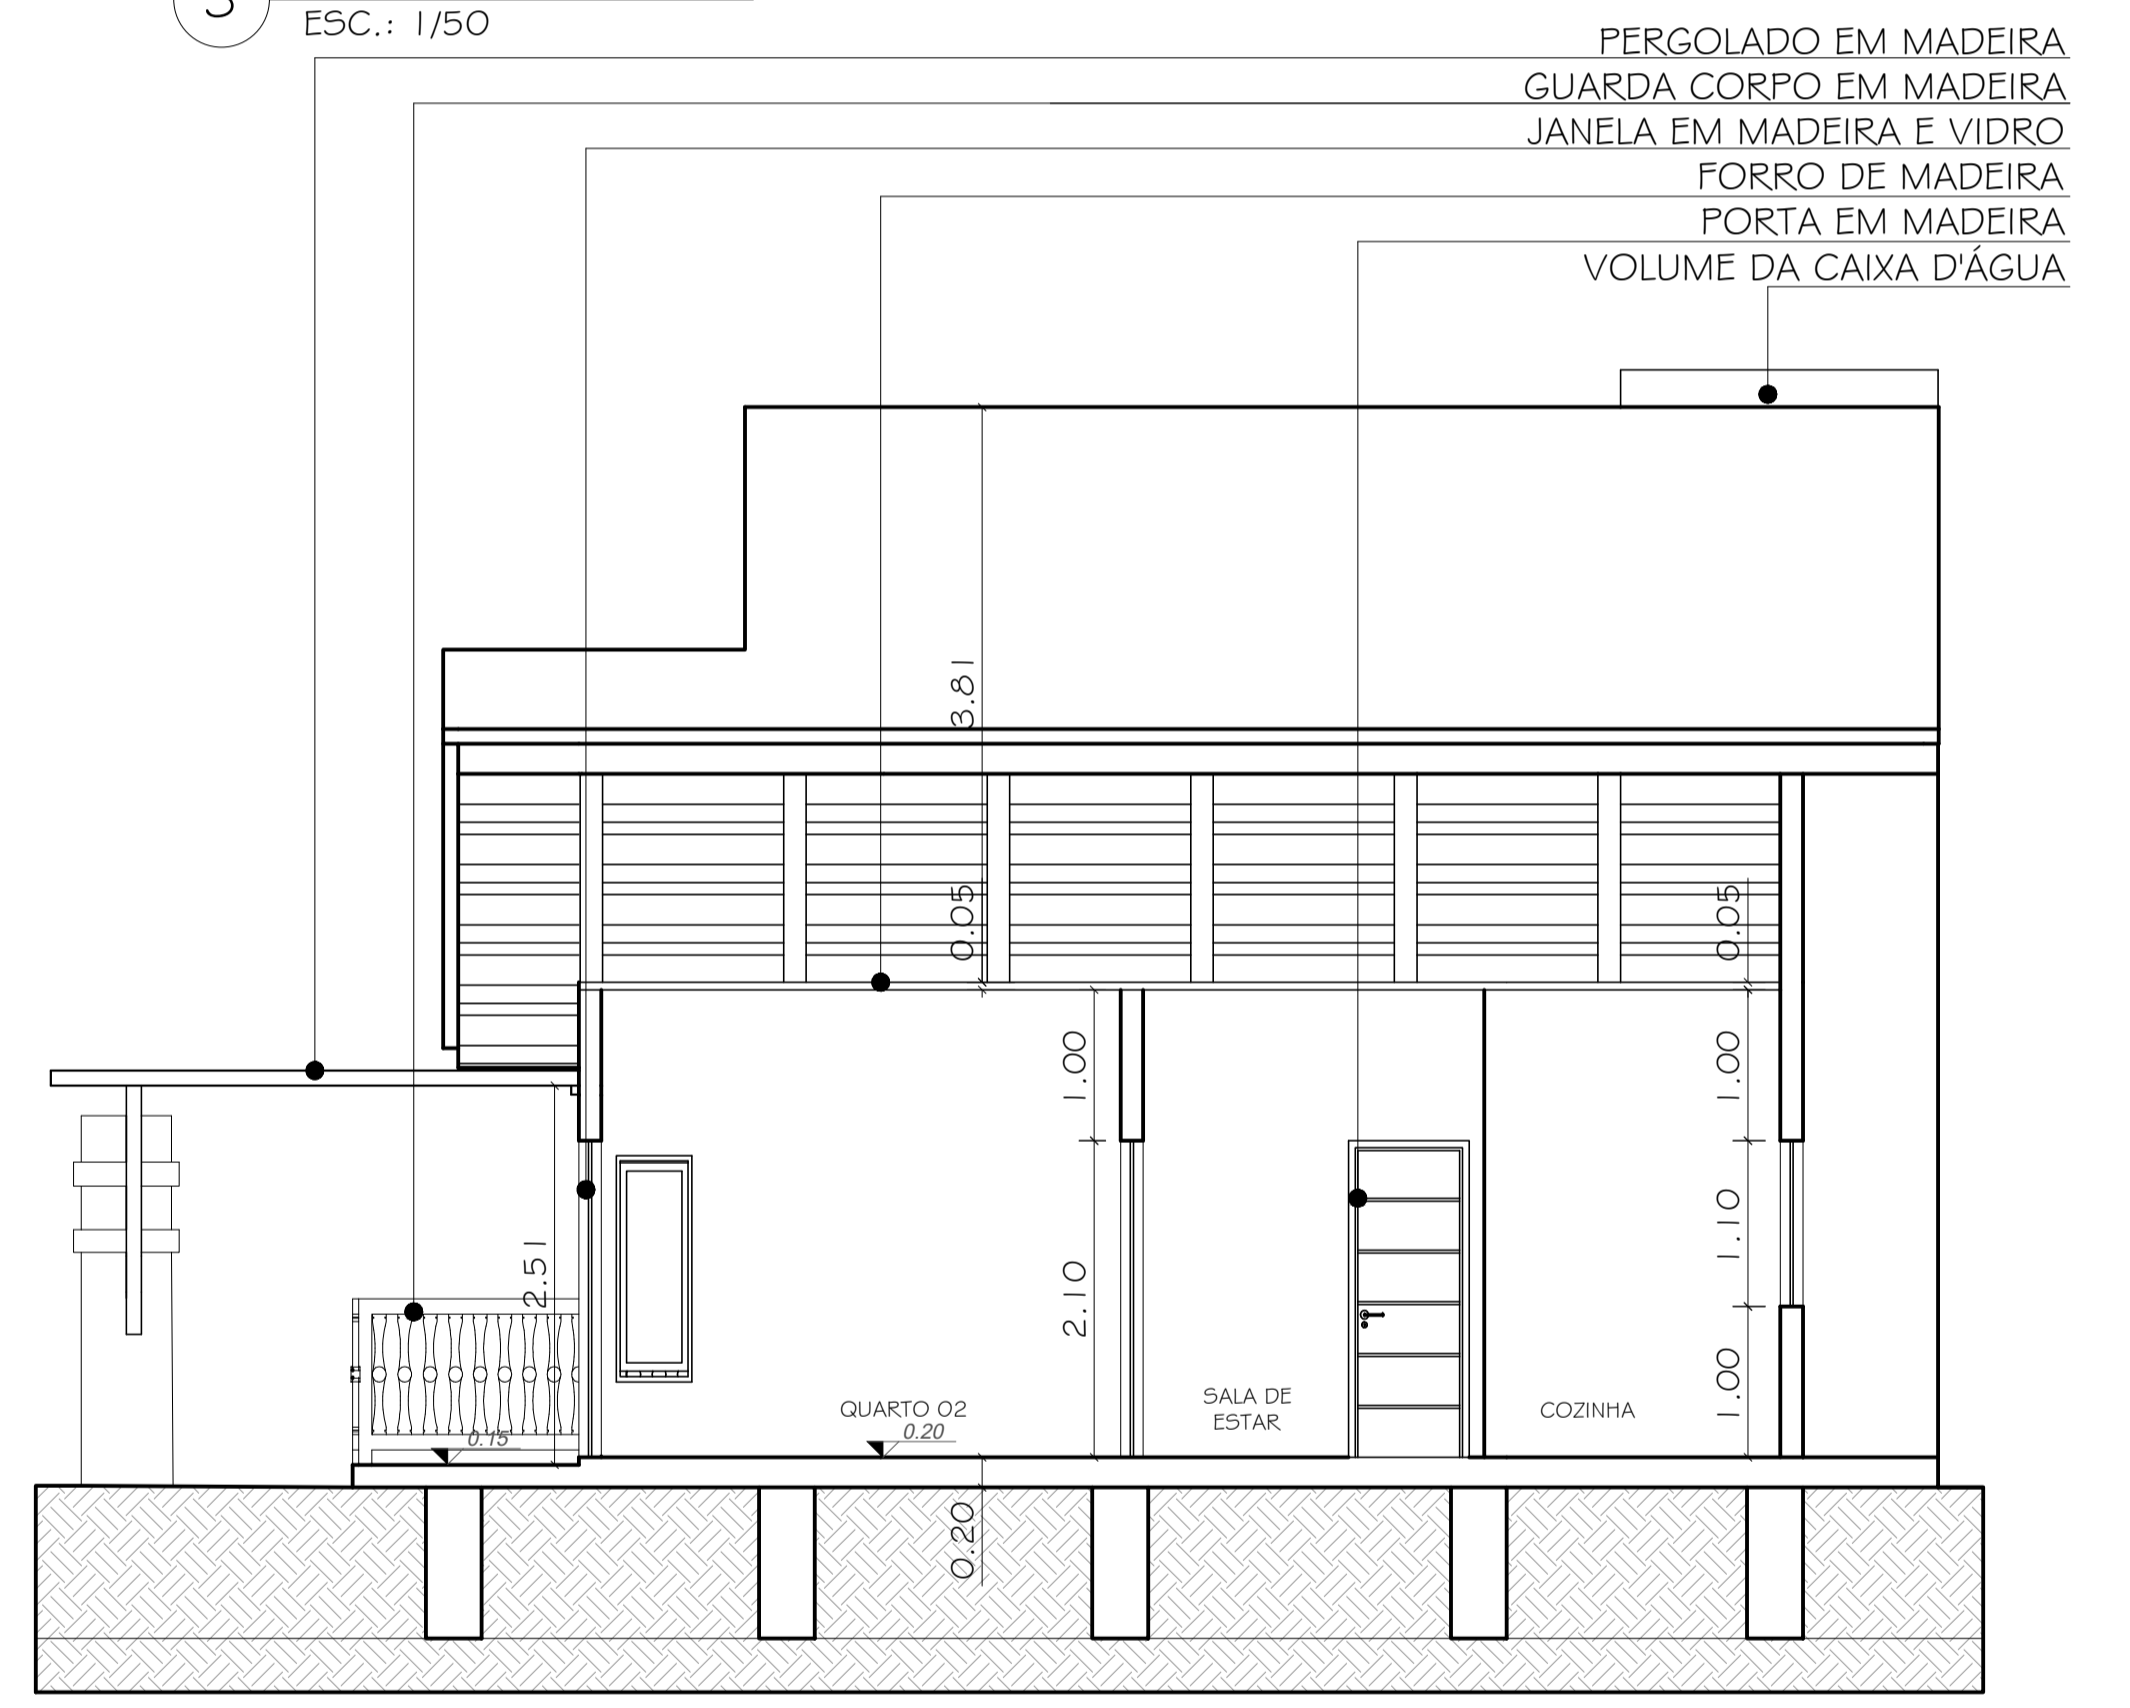 ESC.: 1/50
PERGOLADO EM MADEIRA
GUARDA CORPO EM MADEIRA
JANELA EM MADEIRA E VIDRO
FORRO DE MADEIRA
PORTA EM MADEIRA
VOLUME DA CAIXA D'ÁGUA
3.81
0.05
0.05
1.00
1.00
2.51
2.10
1.10
1.00
QUARTO 02
0.20
SALA DE
ESTAR
COZINHA
0.15
0.20